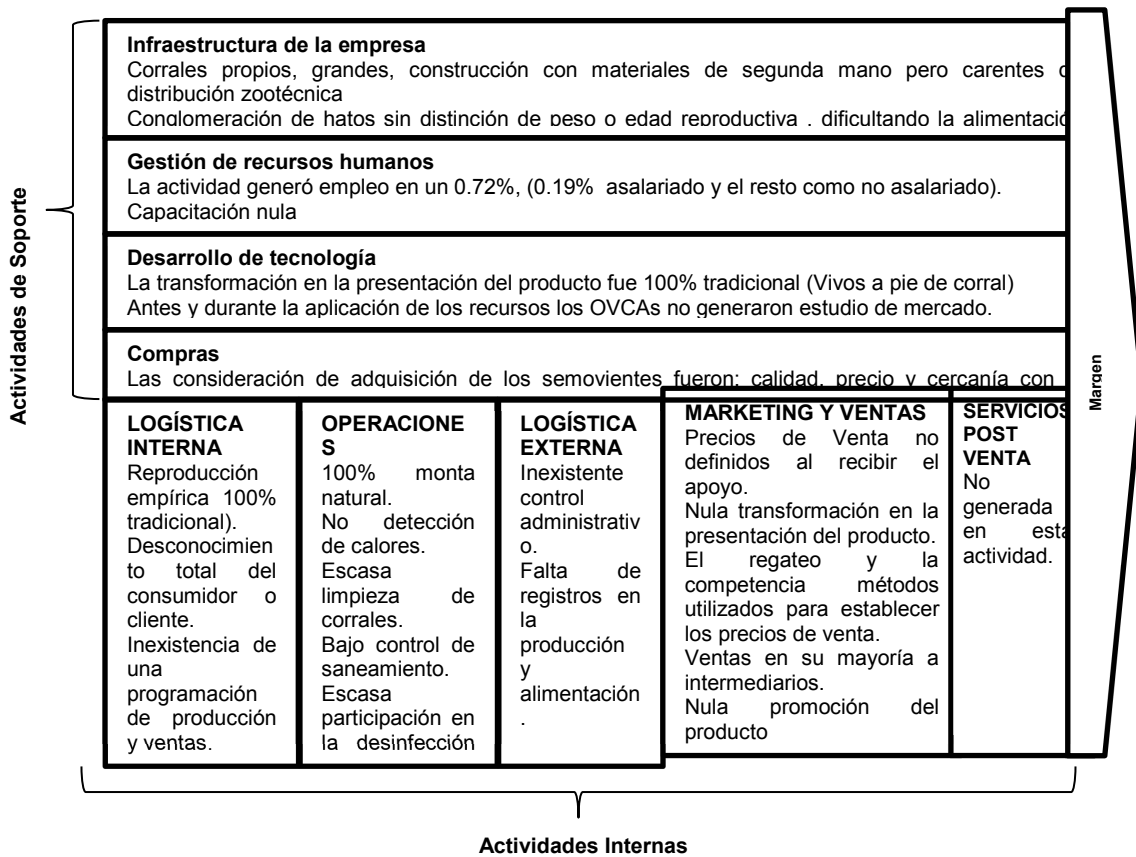 Actividades de Soporte
Infraestructura de la empresa
Corrales propios, grandes, construcción con materiales de segunda mano pero carentes
distribución zootécnica
Conglomeración de hatos sin distinción de peso o edad reproductiva , dificultando la
Gestión de recursos humanos
La actividad generó empleo en un 0.72%, (0.19% asalariado y el resto como no asalariado).
Capacitación nula
Desarrollo de tecnología
La transformación en la presentación del producto fue 100% tradicional (Vivos a pie de corral)
Antes y durante la aplicación de los recursos los OVCAs no generaron estudio de mercado.
Compras
Las consideración de adquisición de los semovientes fueron: calidad, precio y cercanía con
LOGÍSTICA
INTERNA
Reproducción
empírica 100%
tradicional).
Desconocimien
to total del
consumidor o
cliente.
Inexistencia de
una
programación
de producción
y ventas.
OPERACIONE
S
100% monta
natural.
No detección
de calores.
Escasa
limpieza de
corrales.
Bajo control de
saneamiento.
Escasa
participación en
la desinfección
LOGÍSTICA
EXTERNA
Inexistente
control
administrativ
o.
Falta de
registros en
la
producción
y
alimentación
.
MARKETING Y VENTAS
Precios de Venta no
definidos al recibir el
apoyo.
Nula transformación en la
presentación del producto.
El regateo y la
competencia métodos
utilizados para establecer
los precios de venta.
Ventas en su mayoría a
intermediarios.
Nula promoción del
producto
SERVICIOS
POST
VENTA
No
generada
en esta
actividad.
Margen
Actividades Internas